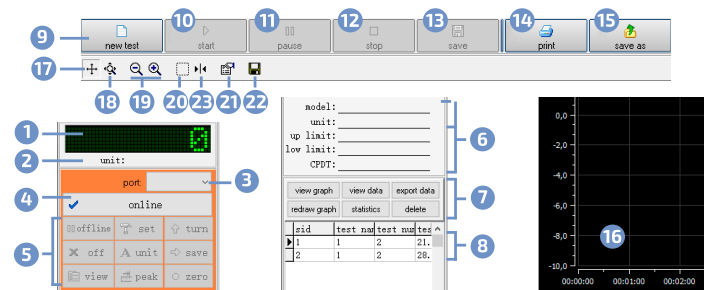 10 11 12 13 14 15
9 new test start pause stop save print save as
17
18 19 20 23 21 22
1 0
2 unit:
port: 3
4 online
5 offline set turn
off unit save
view peak zero
model:
unit:
up limit: 6
low limit:
CPDT:
view graph view data export data
redraw graph statistics delete 7
sid test nar test nur tes
1 1 2 21. 8
2 1 2 28.
0,0
-2,0
-4,0
-6,0
-8,0 16
-10,0
00:00:00 00:01:00 00:02:00